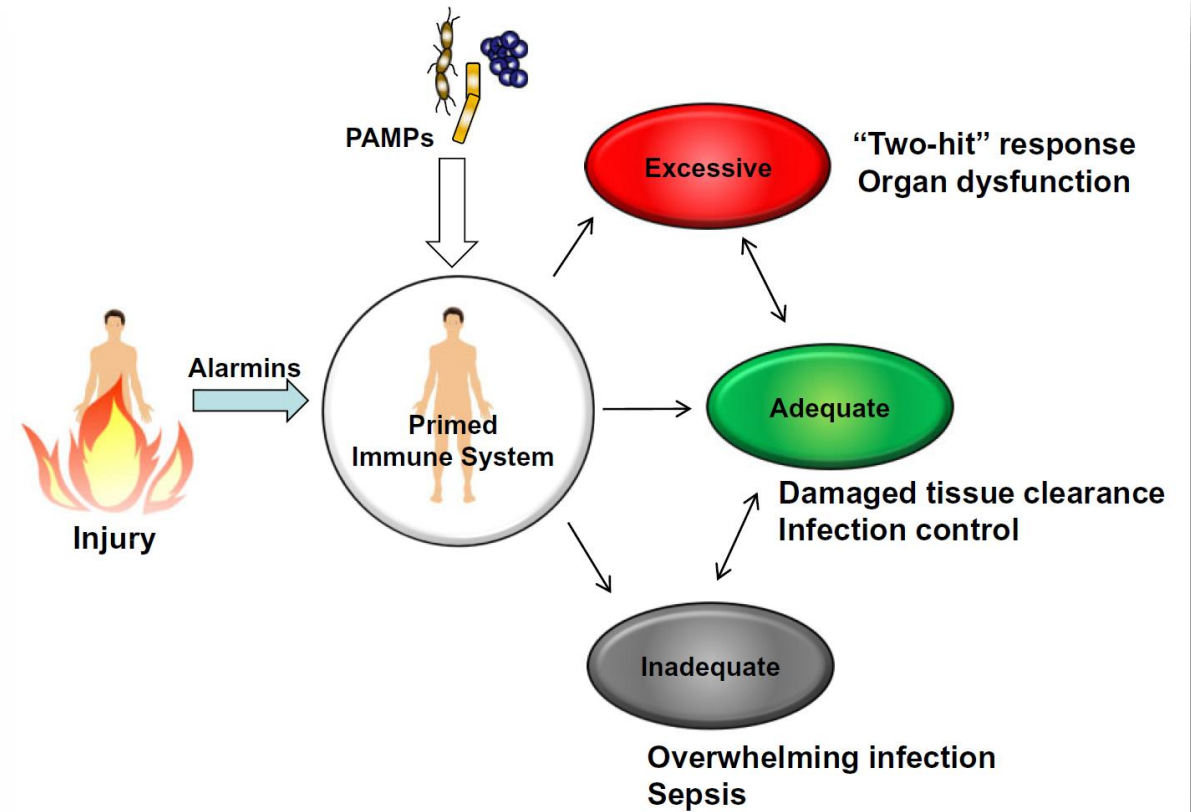 PAMPs
Excessive
“Two-hit” response
Organ dysfunction
Alarmins
Primed
Immune System
Adequate
Injury
Damaged tissue clearance
Infection control
Inadequate
Overwhelming infection
Sepsis